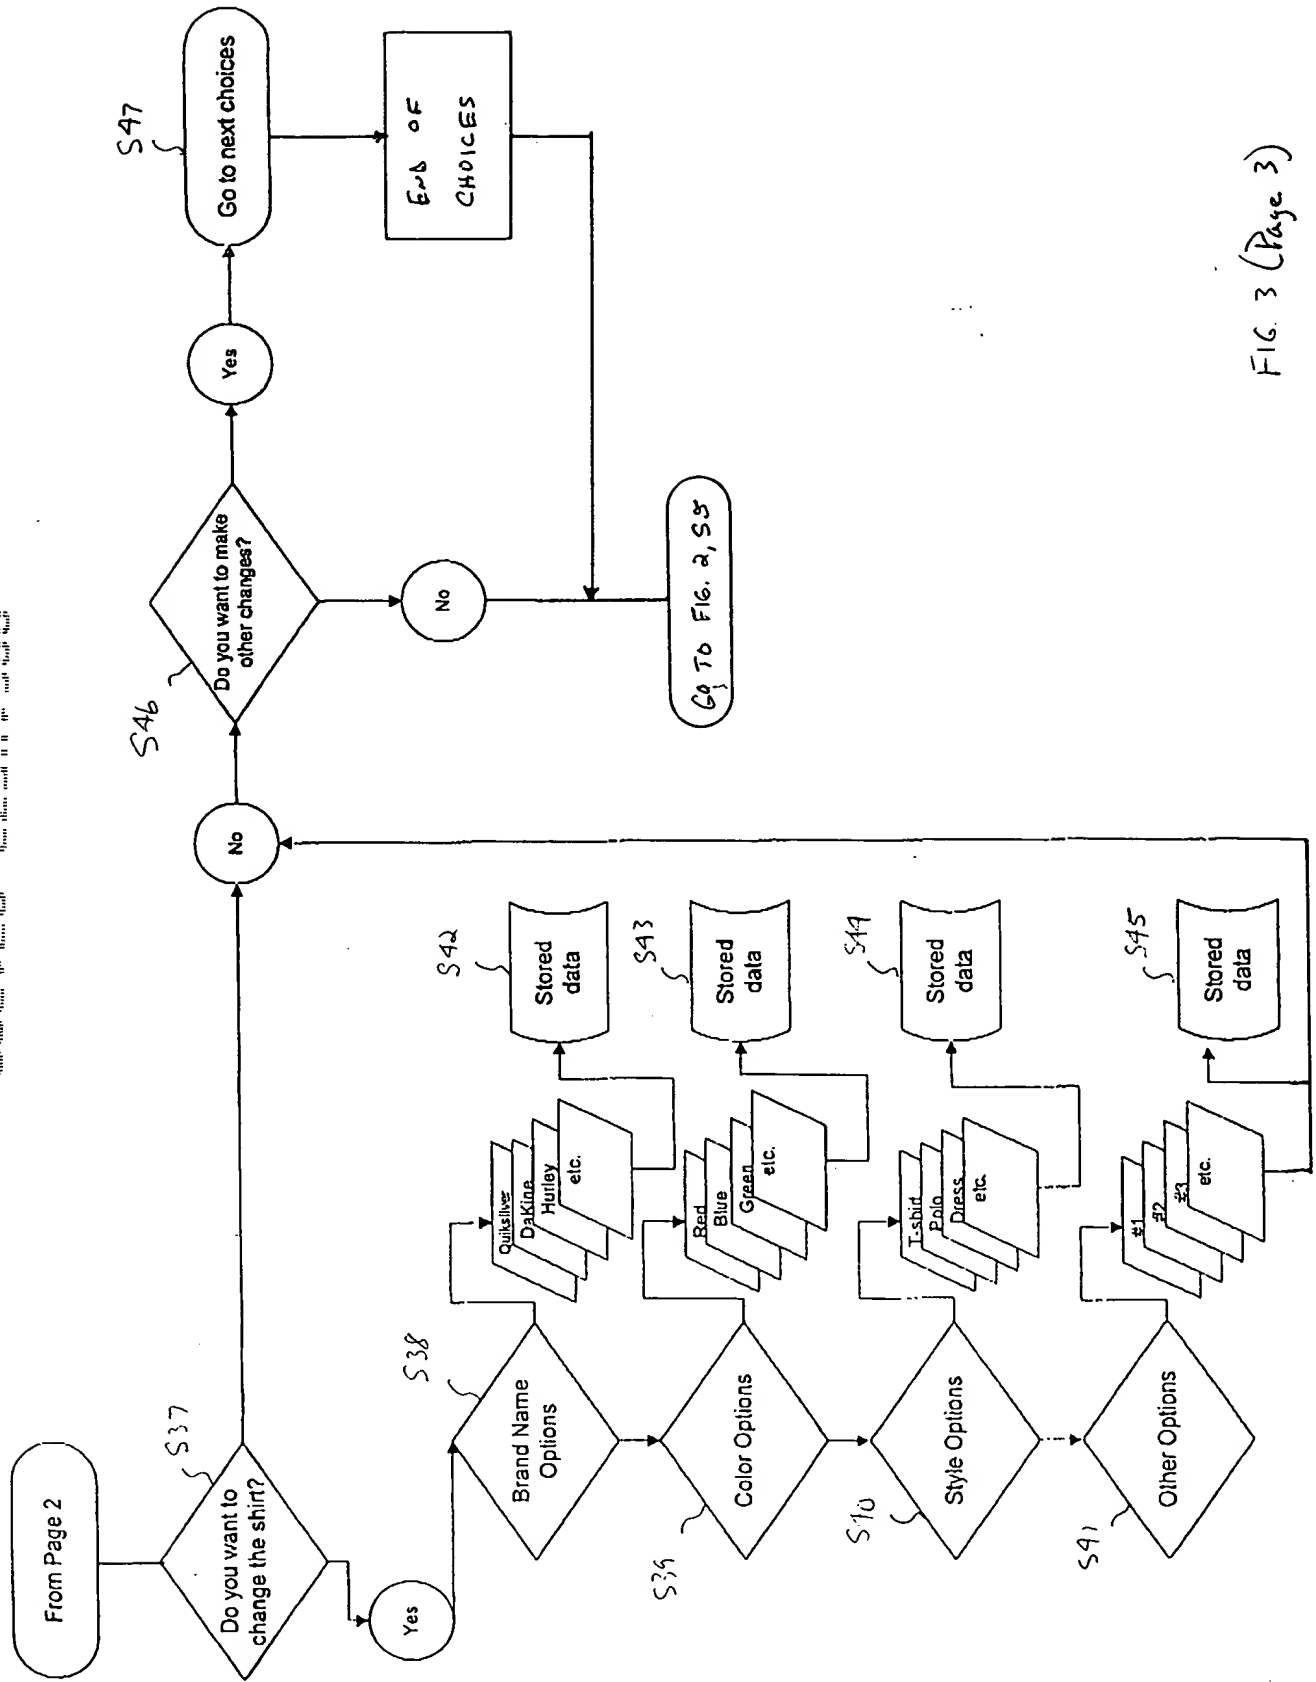 From Page 2
S37
Do you want to
change the shirt?
Yes
No
S38
Brand Name
Options
Quiksilver
DaKine
Hurley
etc.
S42
Stored
data
S39
Color Options
Red
Blue
Green
etc.
S43
Stored
data
S40
Style Options
T-shirt
Polo
Dress
etc.
S44
Stored
data
S41
Other Options
#1
#2
#3
etc.
S45
Stored
data
S46
Do you want to make
other changes?
Yes
No
S47
Go to next choices
END OF
CHOICES
GO TO FIG. 2, S5
FIG. 3 (Page 3)